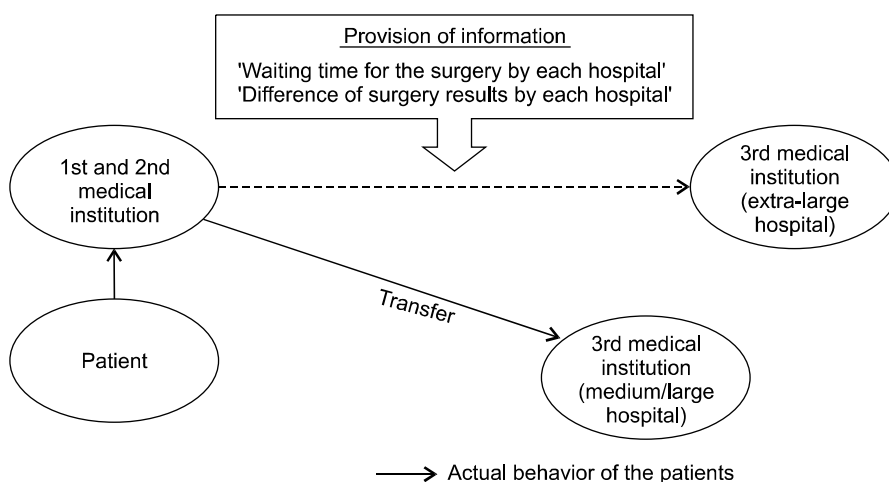 Provision of information
'Waiting time for the surgery by each hospital'
'Difference of surgery results by each hospital'
1st and 2nd
medical
institution
3rd medical
institution
(extra-large
hospital)
Transfer
Patient
3rd medical
institution
(medium/large
hospital)
Actual behavior of the patients